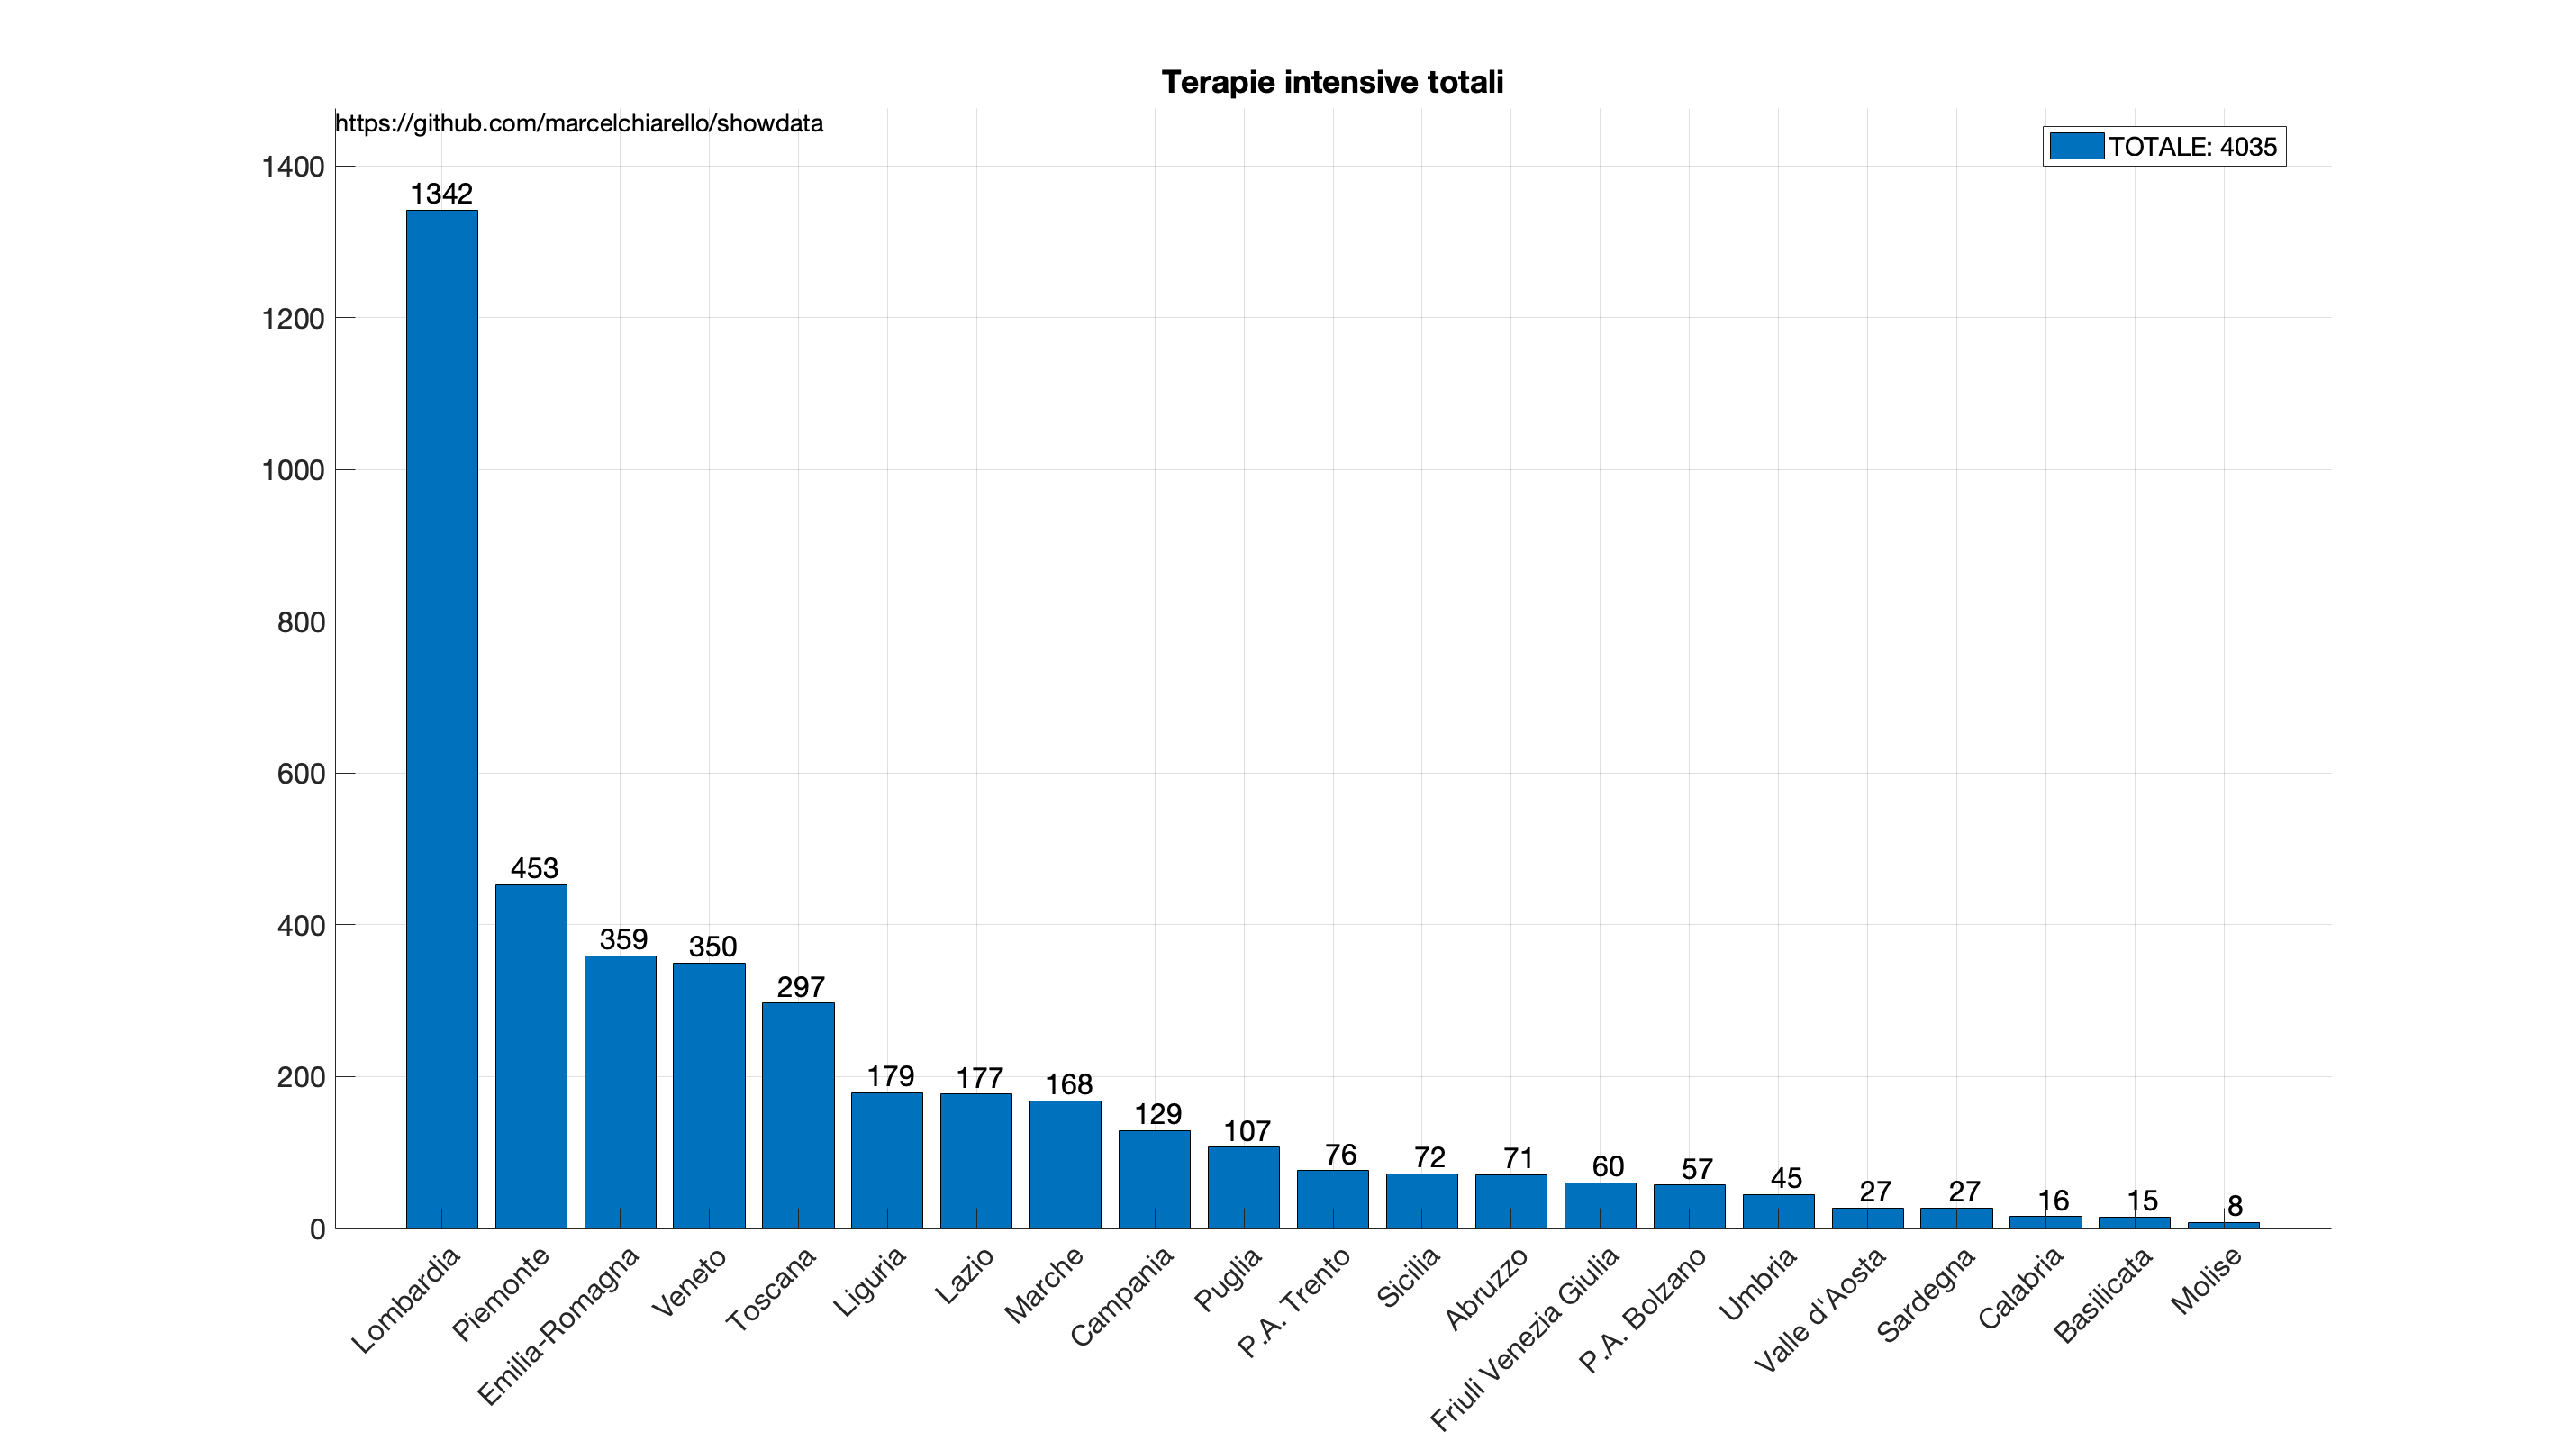 Terapie intensive totali
https://github.com/marcelchiarello/showdata
TOTALE: 4035
1400
1200
1000
800
600
400
200
0
1342
453
359
350
297
179
177
168
129
107
76
72
71
60
57
45
27
27
16
15
8
Lombardia
Piemonte
Emilia-Romagna
Veneto
Toscana
Liguria
Lazio
Marche
Campania
Puglia
P.A. Trento
Sicilia
Abruzzo
Friuli Venezia Giulia
P.A. Bolzano
Umbria
Valle d'Aosta
Sardegna
Calabria
Basilicata
Molise